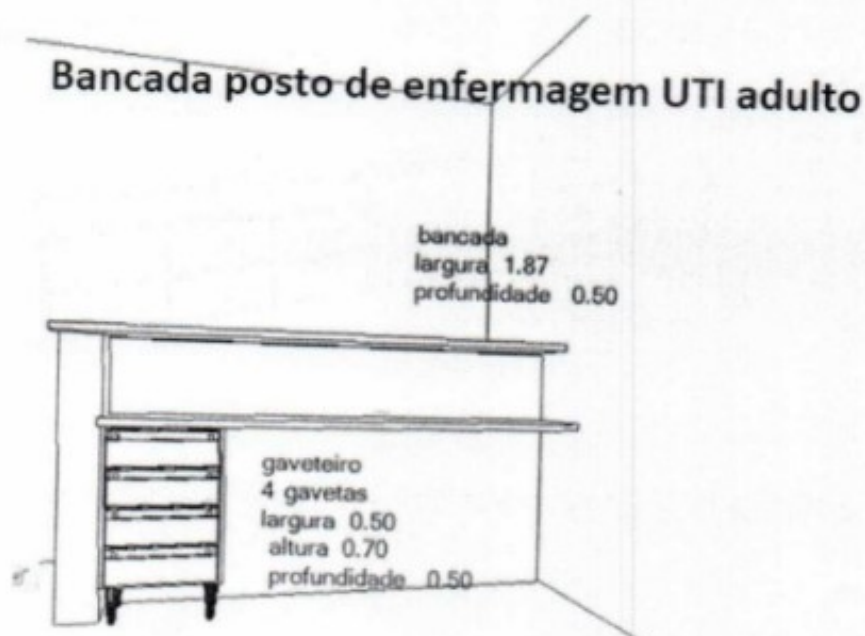 Bancada posto de enfermagem UTI adulto
bancada
largura 1.87
profundidade 0.50
gaveteiro
4 gavetas
largura 0.50
altura 0.70
profundidade 0.50